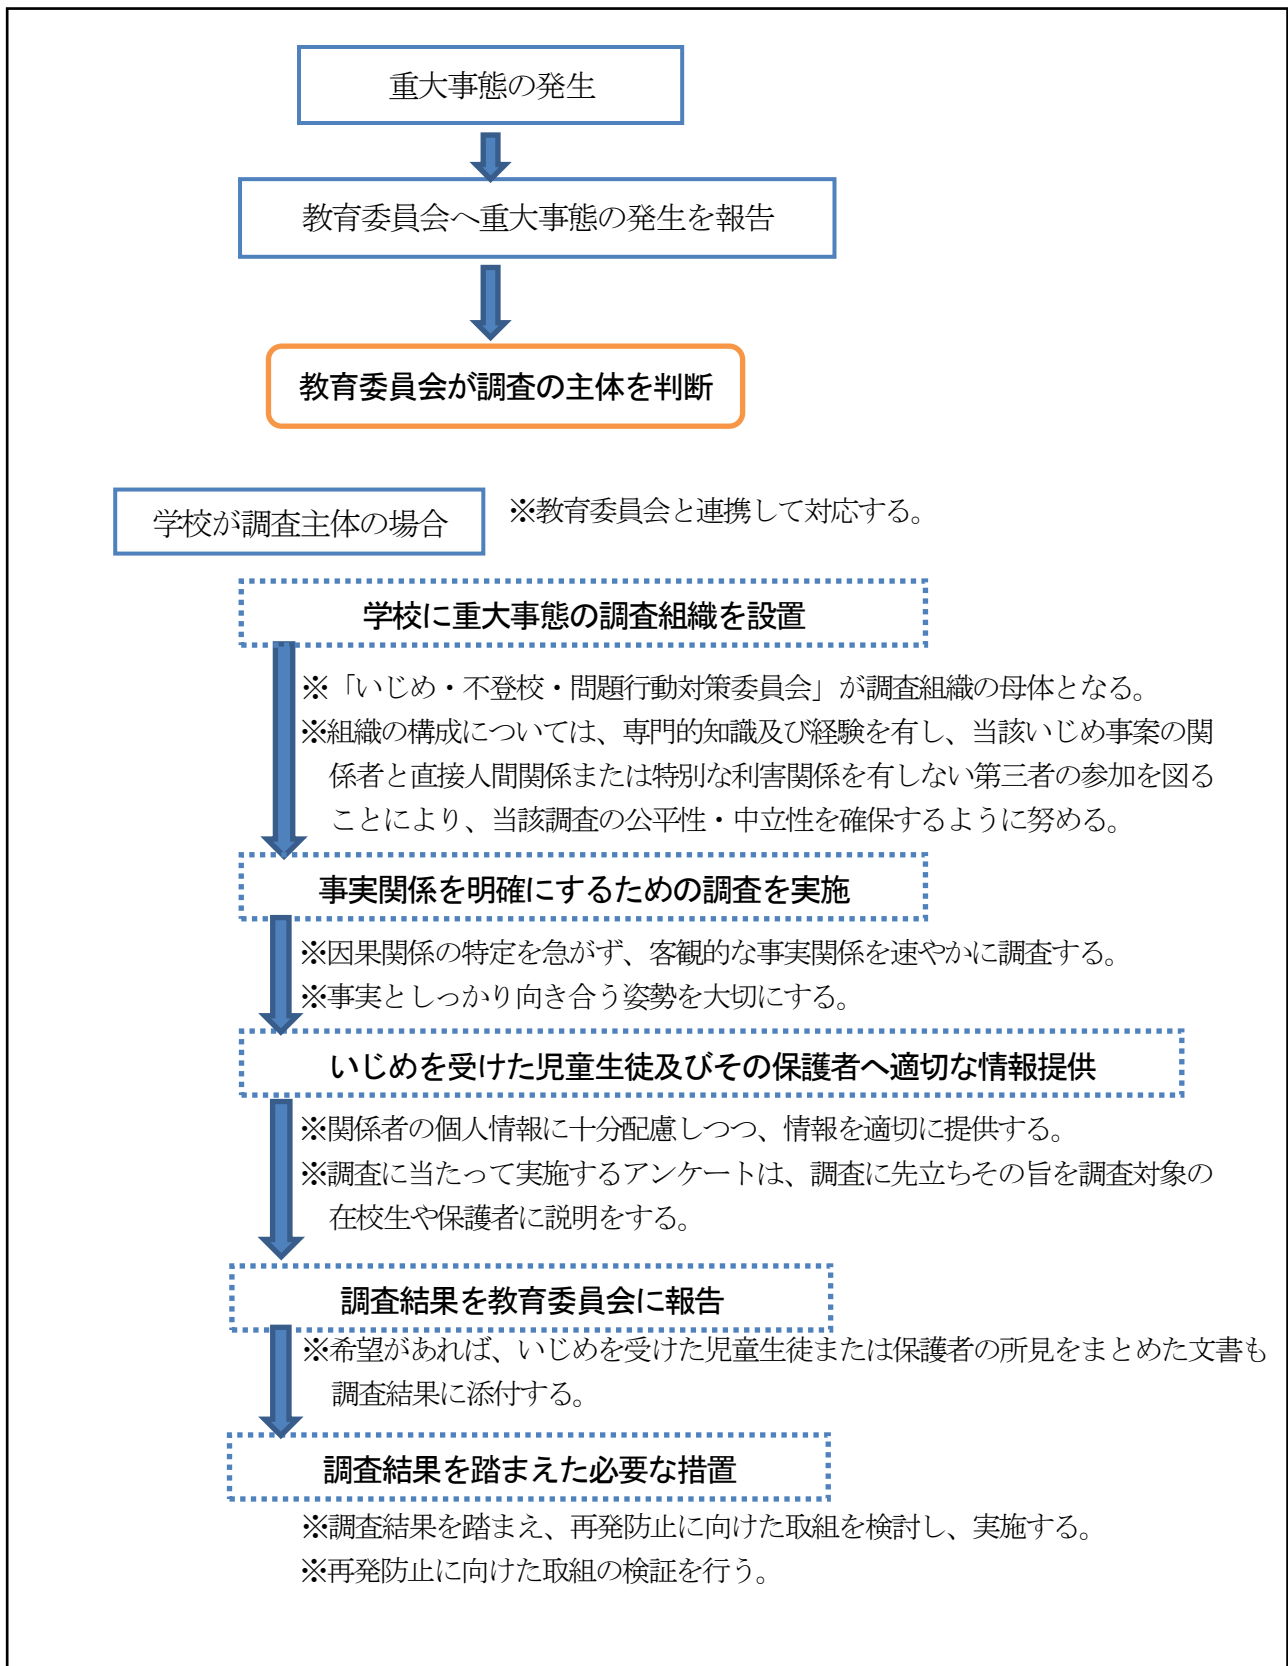 重大事態の発生
教育委員会へ重大事態の発生を報告
教育委員会が調査の主体を判断
学校が調査主体の場合
※教育委員会と連携して対応する。
学校に重大事態の調査組織を設置
※「いじめ・不登校・問題行動対策委員会」が調査組織の母体となる。
※組織の構成については、専門的知識及び経験を有し、当該いじめ事案の関
係者と直接人間関係または特別な利害関係を有しない第三者の参加を図る
ことにより、当該調査の公平性・中立性を確保するように努める。
事実関係を明確にするための調査を実施
※因果関係の特定を急がず、客観的な事実関係を速やかに調査する。
※事実としっかり向き合う姿勢を大切にする。
いじめを受けた児童生徒及びその保護者へ適切な情報提供
※関係者の個人情報に十分配慮しつつ、情報を適切に提供する。
※調査に当たって実施するアンケートは、調査に先立ちその旨を調査対象の
在校生や保護者に説明をする。
調査結果を教育委員会に報告
※希望があれば、いじめを受けた児童生徒または保護者の所見をまとめた文書も
調査結果に添付する。
調査結果を踏まえた必要な措置
※調査結果を踏まえ、再発防止に向けた取組を検討し、実施する。
※再発防止に向けた取組の検証を行う。